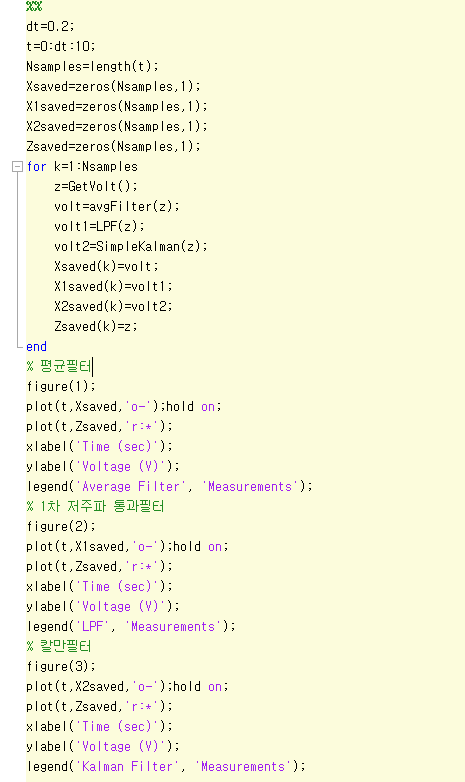 %%
dt=0.2;
t=0:dt:10;
Nsamples=length(t);
Xsaved=zeros(Nsamples,1);
X1saved=zeros(Nsamples,1);
X2saved=zeros(Nsamples,1);
Zsaved=zeros(Nsamples,1);
for k=1:Nsamples
z=GetVolt();
volt=avgFilter(z);
volt1=LPF(z);
volt2=SimpleKalman(z);
Xsaved(k)=volt;
X1saved(k)=volt1;
X2saved(k)=volt2;
Zsaved(k)=z;
end
% 평균필터
figure(1);
plot(t,Xsaved,'o-');hold on;
plot(t,Zsaved,'r:*');
xlabel('Time (sec)');
ylabel('Voltage (V)');
legend('Average Filter', 'Measurements');
% 1차 저주파 통과필터
figure(2);
plot(t,X1saved,'o-');hold on;
plot(t,Zsaved,'r:*');
xlabel('Time (sec)');
ylabel('Voltage (V)');
legend('LPF', 'Measurements');
% 칼만필터
figure(3);
plot(t,X2saved,'o-');hold on;
plot(t,Zsaved,'r:*');
xlabel('Time (sec)');
ylabel('Voltage (V)');
legend('Kalman Filter', 'Measurements');